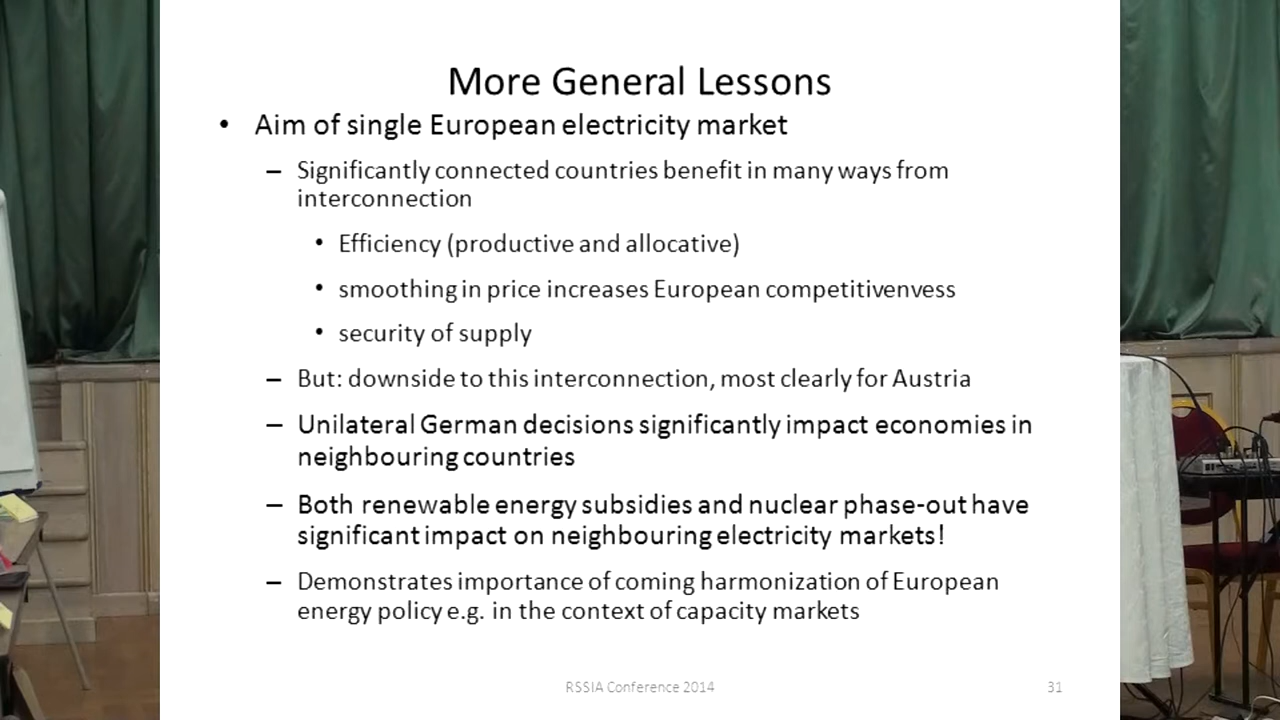 More General Lessons
• Aim of single European electricity market
– Significantly connected countries benefit in many ways from
interconnection
• Efficiency (productive and allocative)
• smoothing in price increases European competitivenvess
• security of supply
– But: downside to this interconnection, most clearly for Austria
– Unilateral German decisions significantly impact economies in
neighbouring countries
– Both renewable energy subsidies and nuclear phase-out have
significant impact on neighbouring electricity markets!
– Demonstrates importance of coming harmonization of European
energy policy e.g. in the context of capacity markets
RSSIA Conference 2014
31